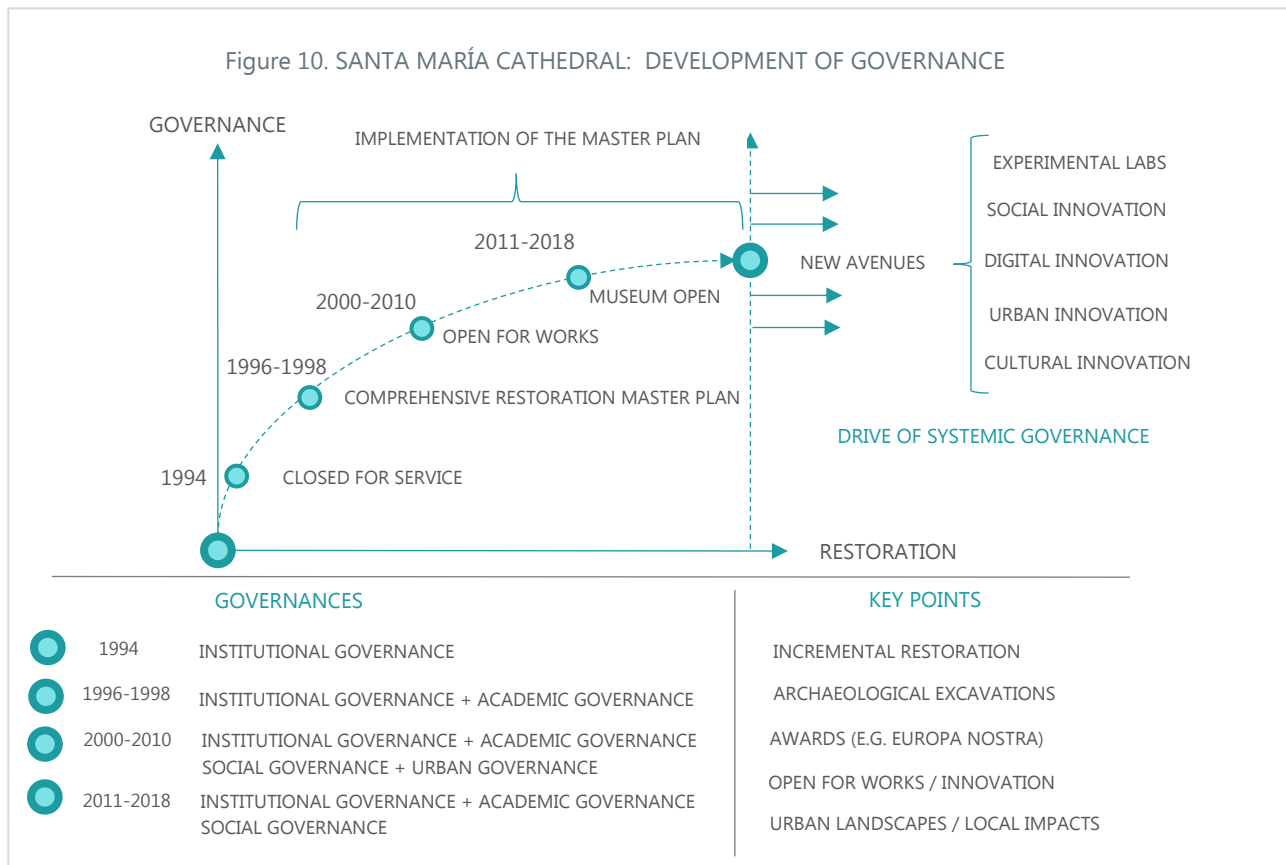 Figure 10. SANTA MARÍA CATHEDRAL: DEVELOPMENT OF GOVERNANCE
GOVERNANCE
IMPLEMENTATION OF THE MASTER PLAN
EXPERIMENTAL LABS
SOCIAL INNOVATION
2011-2018
NEW AVENUES
DIGITAL INNOVATION
MUSEUM OPEN
2000-2010
URBAN INNOVATION
OPEN FOR WORKS
1996-1998
CULTURAL INNOVATION
COMPREHENSIVE RESTORATION MASTER PLAN
DRIVE OF SYSTEMIC GOVERNANCE
1994
CLOSED FOR SERVICE
RESTORATION
GOVERNANCES
1994 INSTITUTIONAL GOVERNANCE
1996-1998 INSTITUTIONAL GOVERNANCE + ACADEMIC GOVERNANCE
2000-2010 INSTITUTIONAL GOVERNANCE + ACADEMIC GOVERNANCE
SOCIAL GOVERNANCE + URBAN GOVERNANCE
2011-2018 INSTITUTIONAL GOVERNANCE + ACADEMIC GOVERNANCE
SOCIAL GOVERNANCE
KEY POINTS
INCREMENTAL RESTORATION
ARCHAEOLOGICAL EXCAVATIONS
AWARDS (E.G. EUROPA NOSTRA)
OPEN FOR WORKS / INNOVATION
URBAN LANDSCAPES / LOCAL IMPACTS